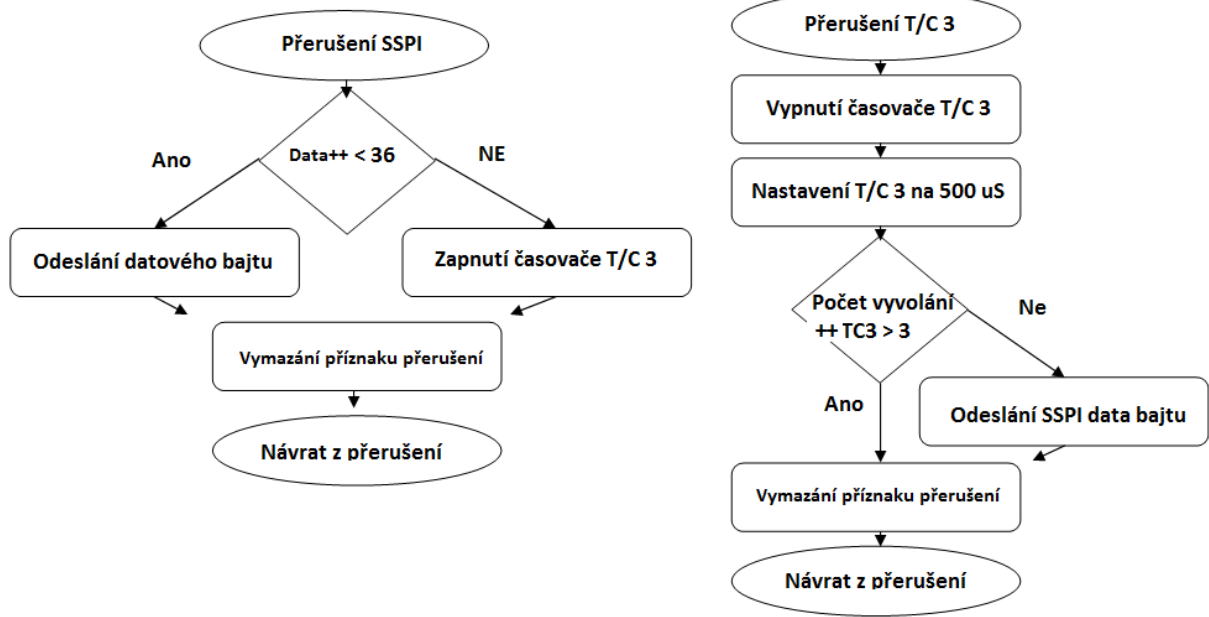 Přerušení SSPI
Data++ < 36
Ano
NE
Odeslání datového bajtu
Zapnutí časovače T/C 3
Vymazání příznaku přerušení
Návrat z přerušení
Přerušení T/C 3
Vypnutí časovače T/C 3
Nastavení T/C 3 na 500 uS
Počet vyvolání
++ TC3 > 3
Ne
Ano
Odeslání SSPI data bajtu
Vymazání příznaku přerušení
Návrat z přerušení